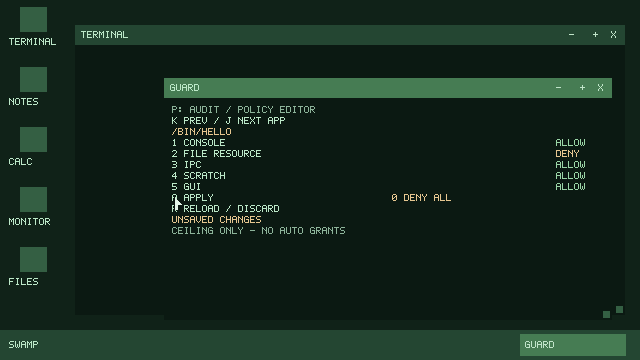 TERMINAL
NOTES
CALC
MONITOR
FILES
TERMINAL - + X
GUARD - + X
P: AUDIT / POLICY EDITOR
K PREV / J NEXT APP
/BIN/HELLO
1 CONSOLE ALLOW
2 FILE RESOURCE DENY
3 IPC ALLOW
4 SCRATCH ALLOW
5 GUI ALLOW
APPLY 0 DENY ALL
RELOAD / DISCARD
UNSAVED CHANGES
CEILING ONLY - NO AUTO GRANTS
SWAMP
GUARD